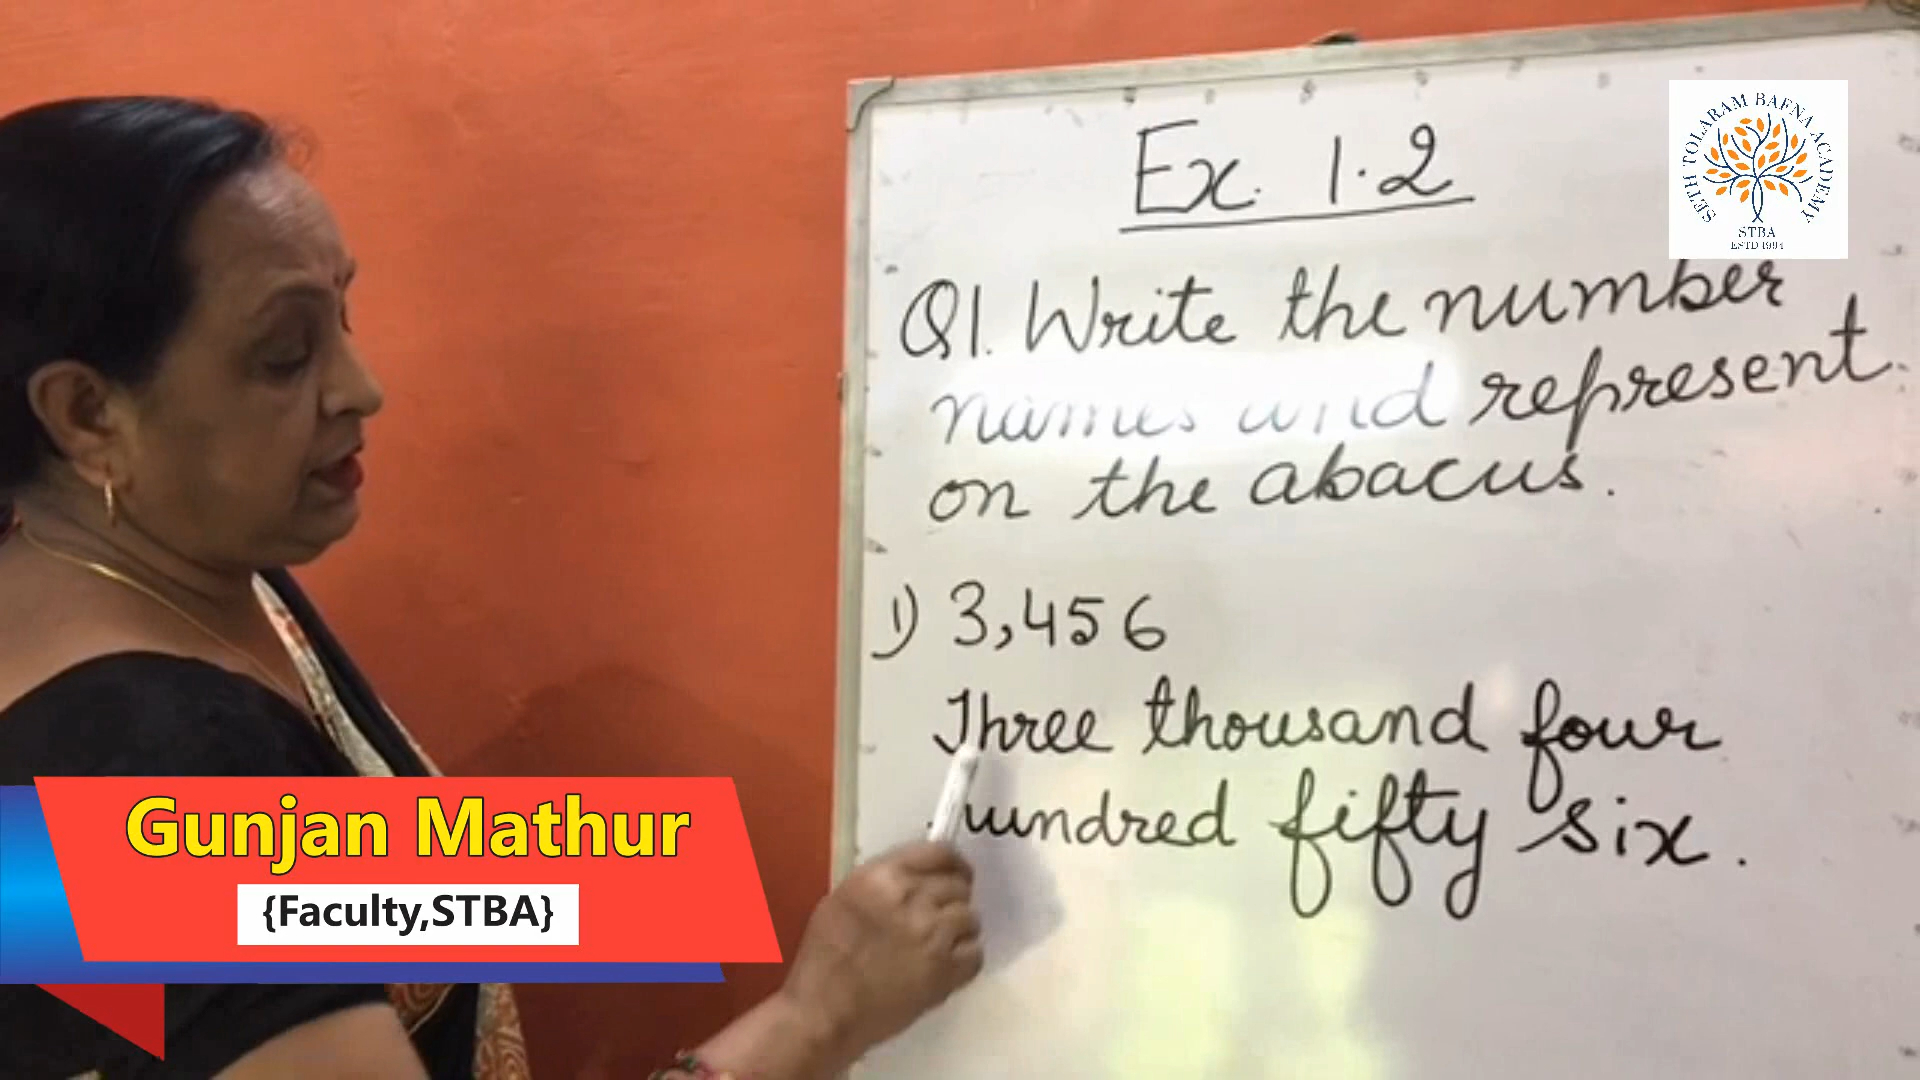 Ex. 1.2
SETH TOLARAM BAFNA ACADEMY
STBA
ESTD 1994
Q1. Write the number
names and represent
on the abacus.
1) 3,456
Three thousand four
hundred fifty six.
Gunjan Mathur
{Faculty,STBA}